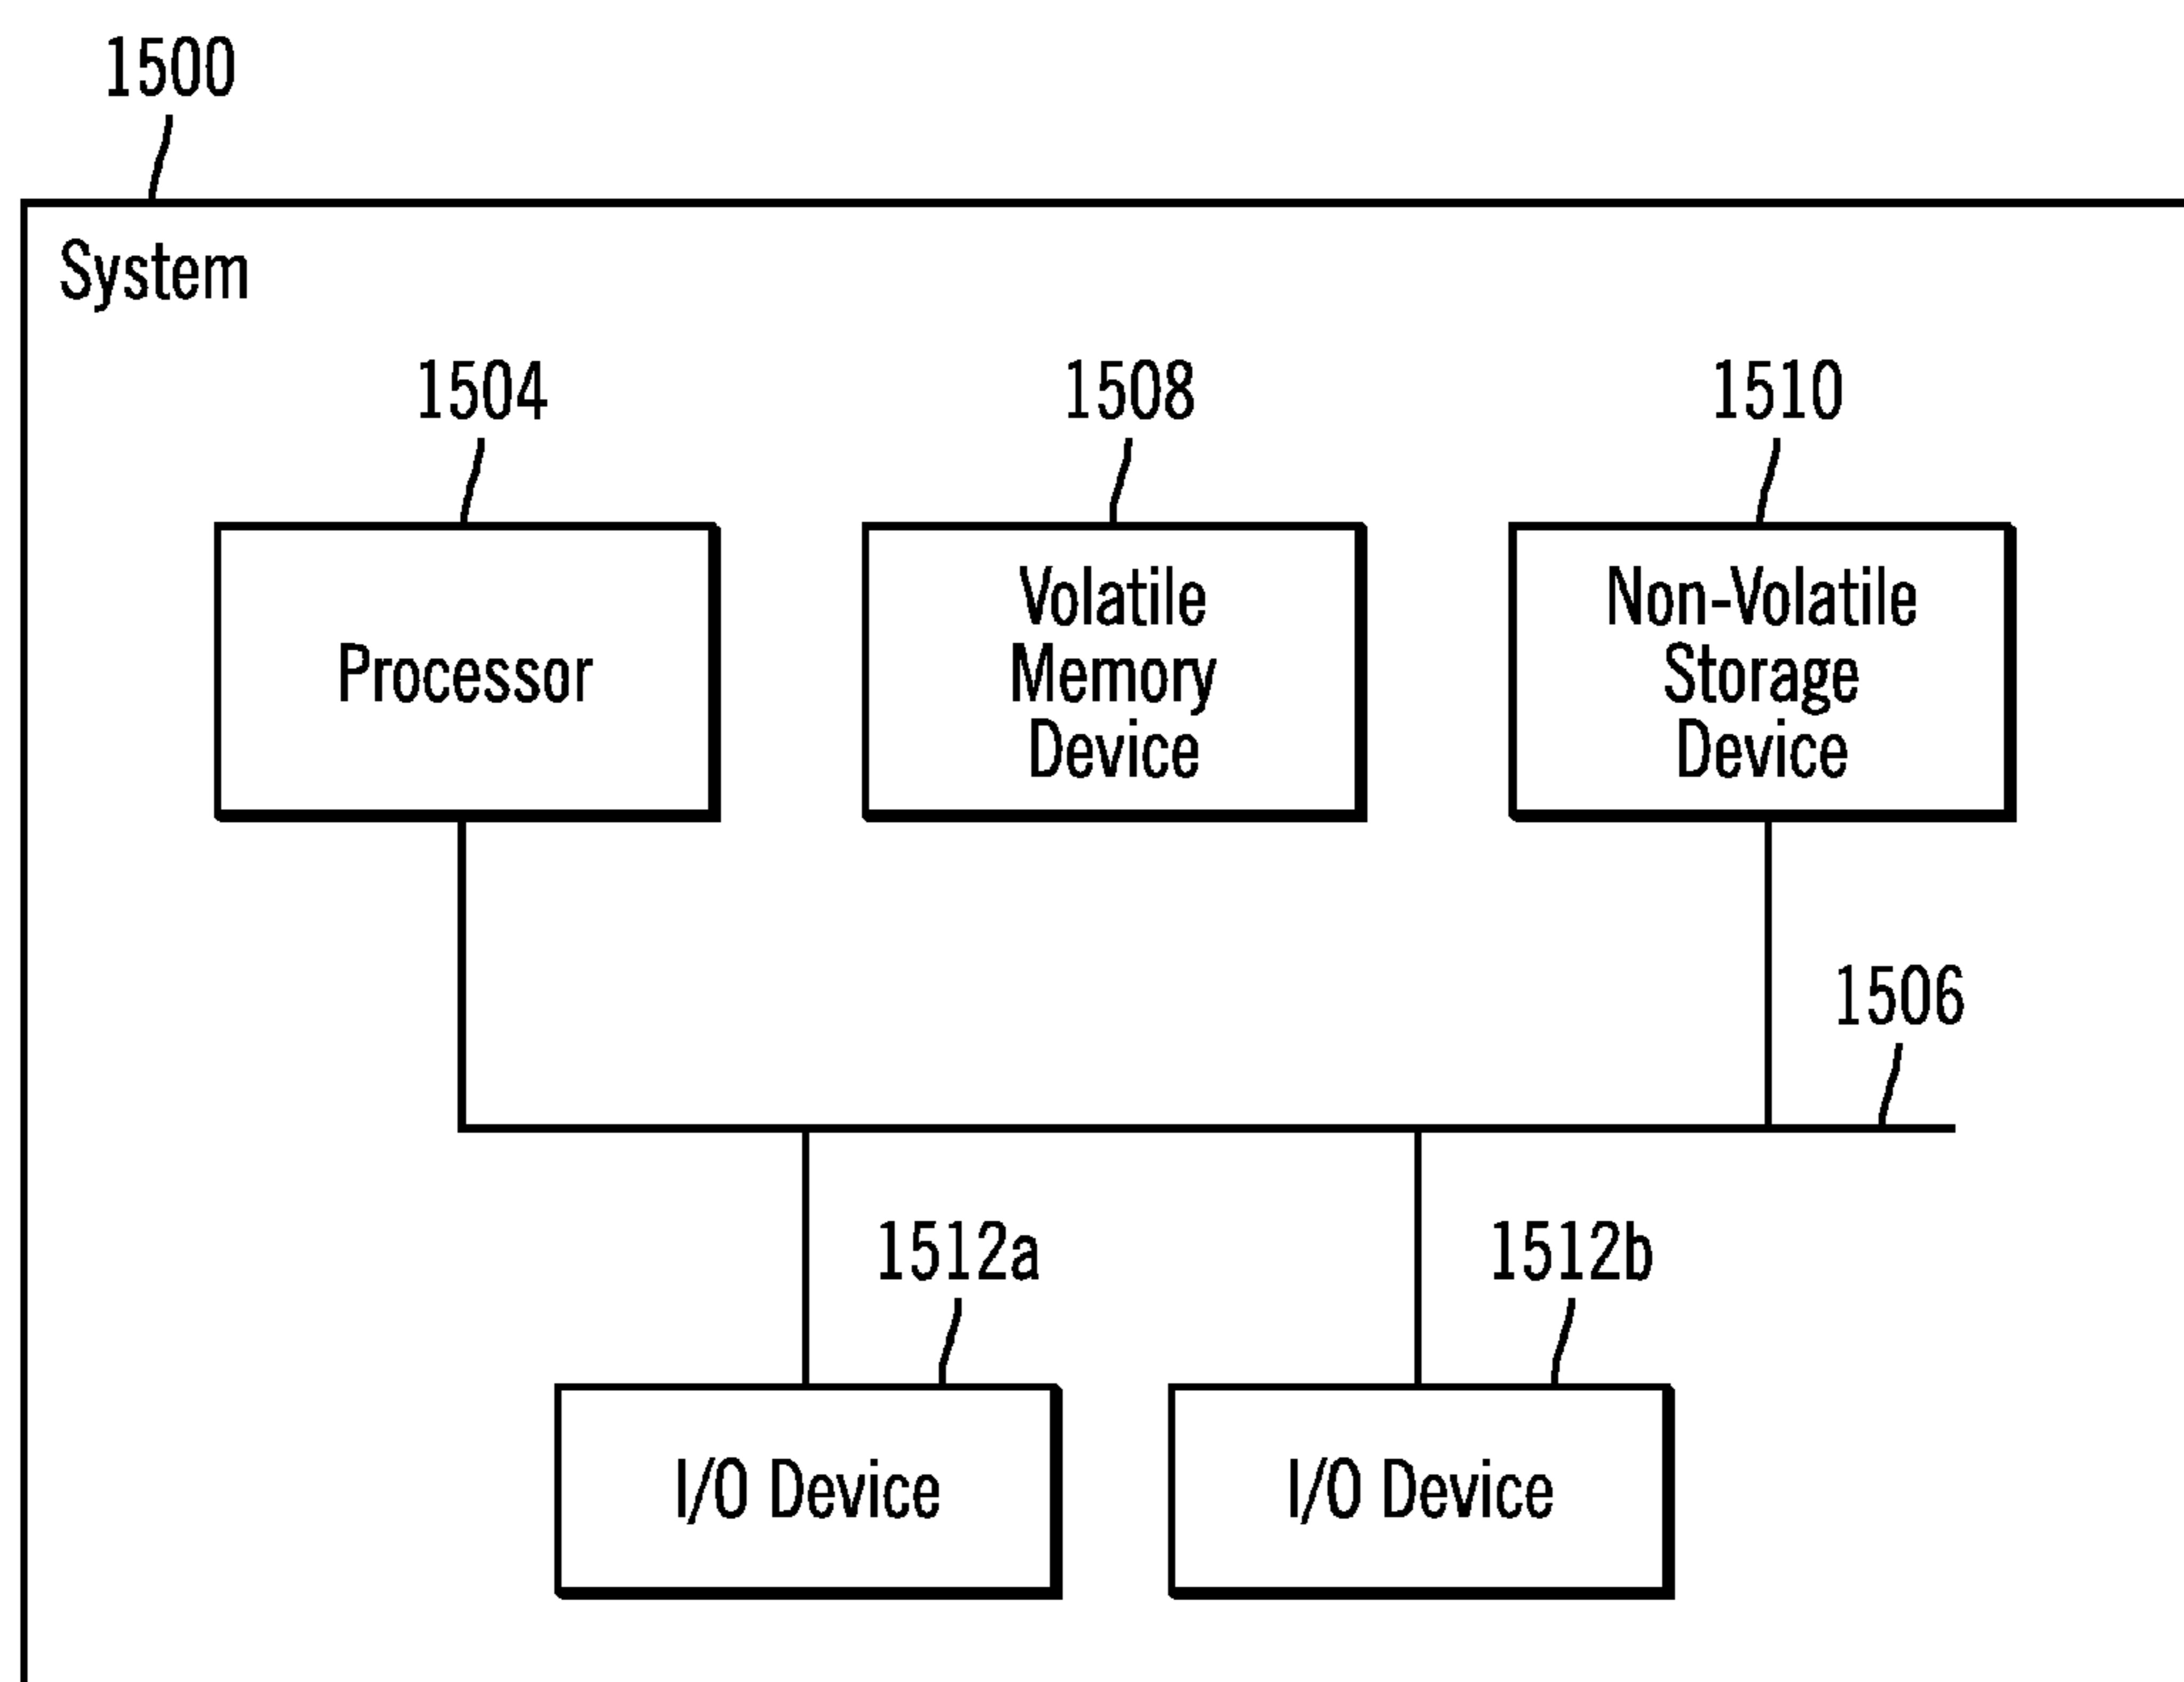 1500
System
1504
1508
1510
Processor
Volatile
Memory
Device
Non-Volatile
Storage
Device
1506
1512a
1512b
I/O Device
I/O Device